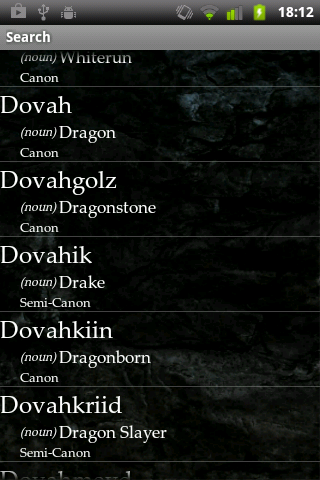 18:12
Search
(noun) Whiterun
Canon
Dovah
(noun) Dragon
Canon
Dovahgolz
(noun) Dragonstone
Canon
Dovahik
(noun) Drake
Semi-Canon
Dovahkiin
(noun) Dragonborn
Canon
Dovahkriid
(noun) Dragon Slayer
Semi-Canon